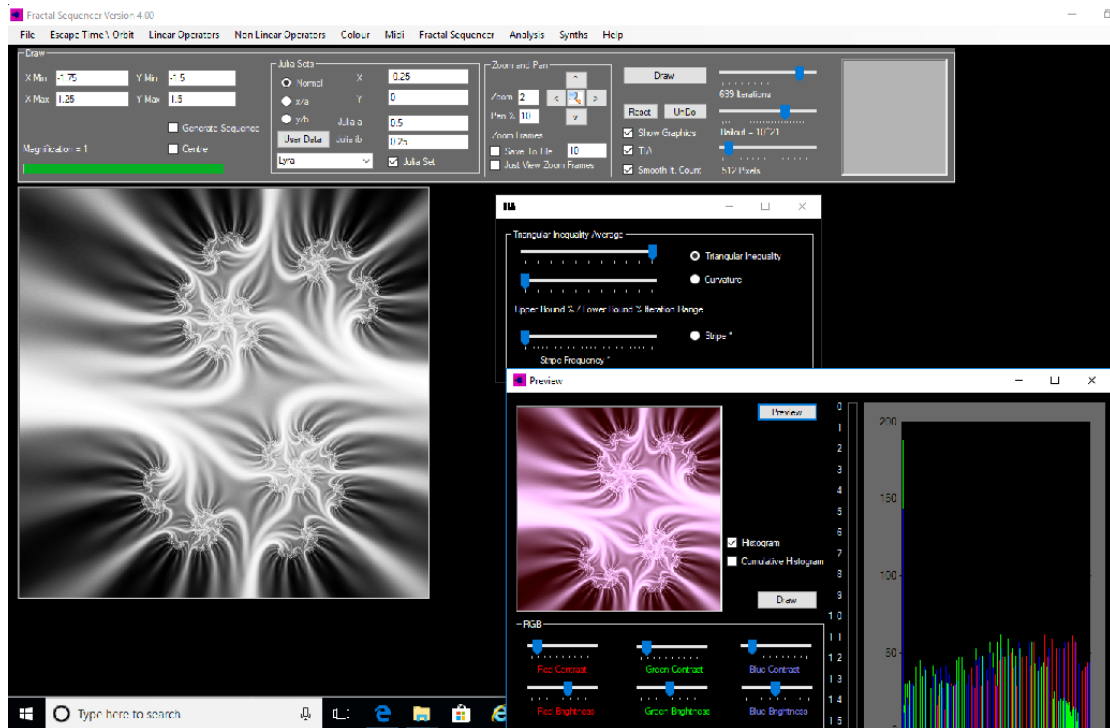 Fractal Sequencer Version 4.00
File Escape Time \ Orbit Linear Operators Non Linear Operators Colour Midi Fractal Sequencer Analysis Synths Help
Draw
X Min -1.75 Y Min -1.5
X Max 1.25 Y Max 1.5
Generate Sequence
Magnification = 1 Centre
Julia Sets
Normal X -0.25
x/a Y 0
y/b Julia a 0.5
User Data Julia ib 0.25
Lyra Julia Set
Zoom and Pan
^
Zoom 2 < >
Pan % 10 v
Zoom Frames
Save To File 10
Just View Zoom Frames
Draw
Reset UnDo
Show Graphics
TIA
Smooth It. Count
699 Iterations
Bailout = 10^21
512 Pixels
Triangular Inequality Average
Triangular Inequality
Curvature
Upper Bound % / Lower Bound % Iteration Range
Stripe *
Stripe Frequency *
Preview
Preview
Histogram
Cumulative Histogram
Draw
RGB
Red Contrast Green Contrast Blue Contrast
Red Brightness Green Brightness Blue Brightness
0
1
2
3
4
5
6
7
8
9
10
11
12
13
14
15
200
150
100
50
0
Type here to search